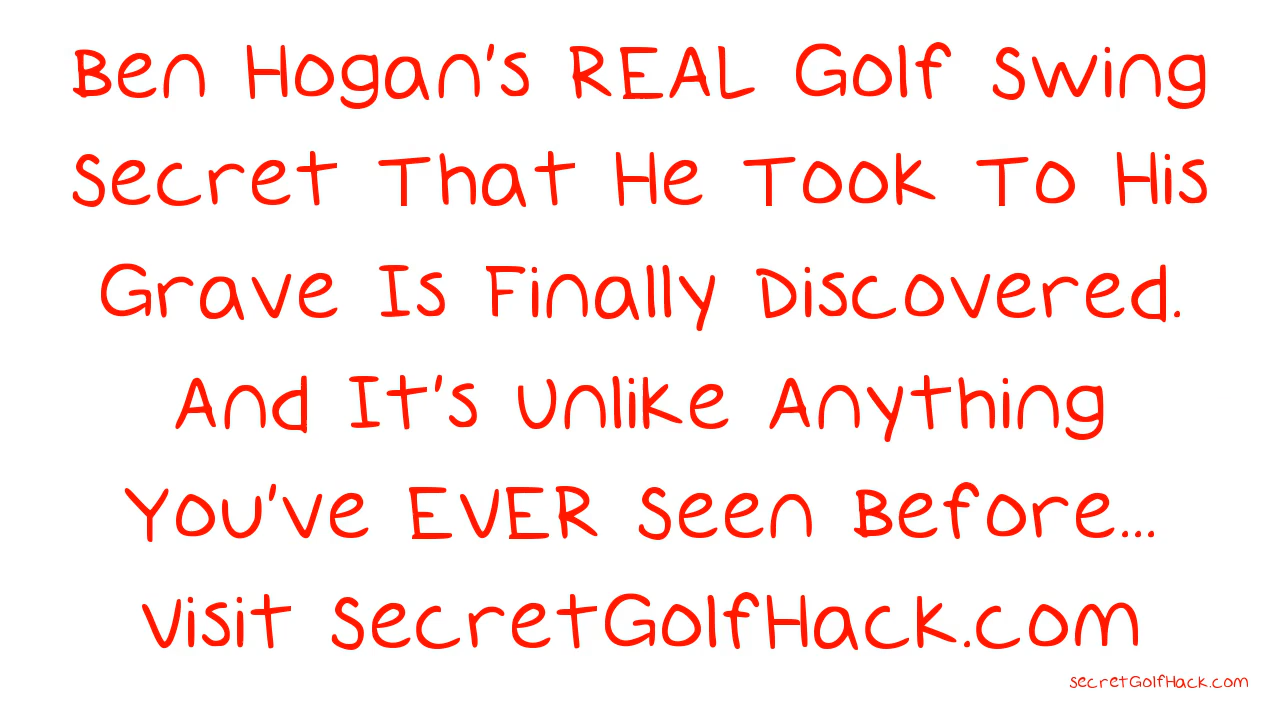 Ben Hogan's REAL Golf Swing
Secret That He Took To His
Grave Is Finally Discovered.
And It's Unlike Anything
You've EVER Seen Before...
Visit SecretGolfHack.com
secretGolfHack.com